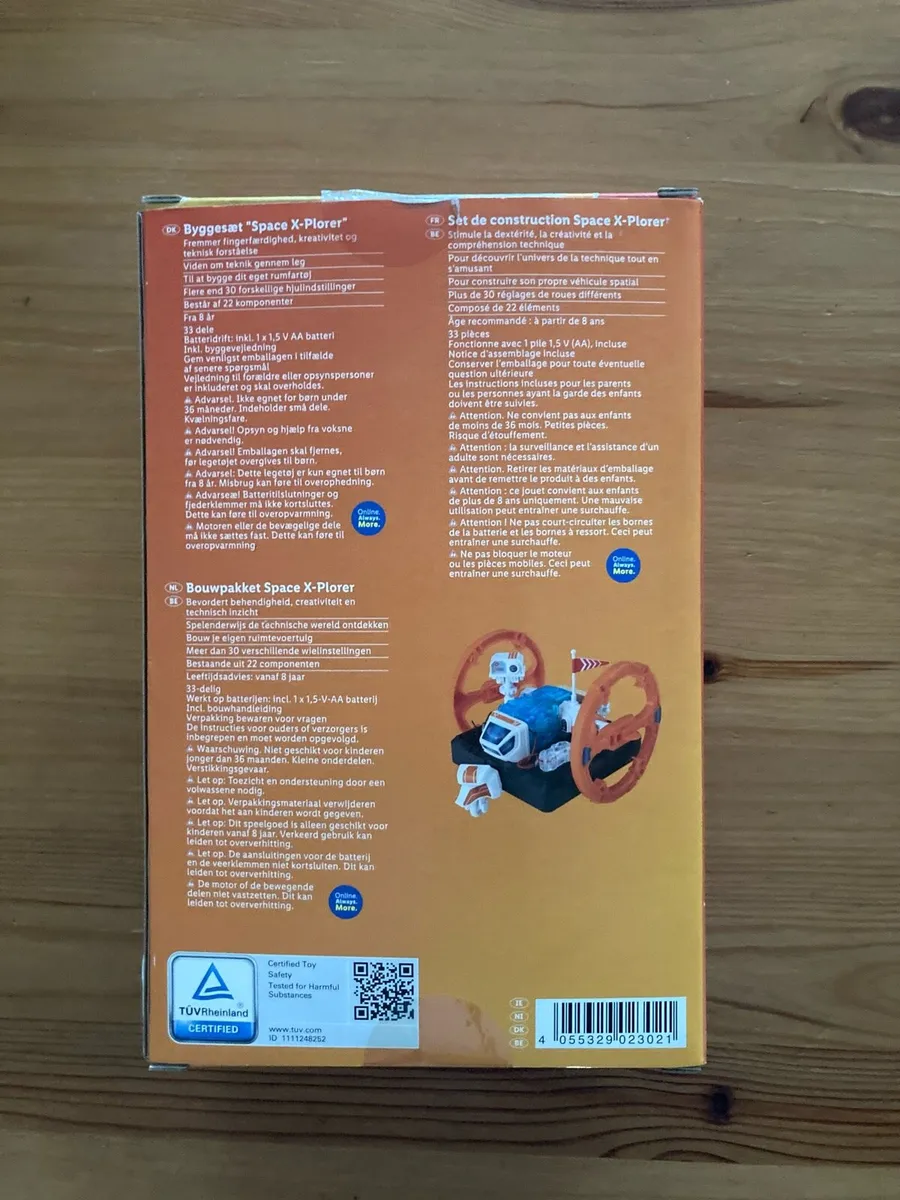 DK
Byggesæt "Space X-Plorer"
Fremmer fingerfærdighed, kreativitet og
teknisk forståelse
Viden om teknik gennem leg
Til at bygge dit eget rumfartøj
Flere end 30 forskellige hjulindstillinger
Består af 22 komponenter
Fra 8 år
33 dele
Batteridrift: inkl. 1 x 1,5 V AA batteri
Inkl. byggevejledning
Gem venligst emballagen i tilfælde
af senere spørgsmål
Vejledning til forældre eller opsynspersoner
er inkluderet og skal overholdes.
Advarsel. Ikke egnet for børn under
36 måneder. Indeholder små dele.
Kvælningsfare.
Advarsel! Opsyn og hjælp fra voksne
er nødvendig.
Advarsel! Emballagen skal fjernes,
før legetøjet overgives til børn.
Advarsel: Dette legetøj er kun egnet til børn
fra 8 år. Misbrug kan føre til overophedning.
Advarseæl Batteritilslutninger og
fjederklemmer må ikke kortsluttes.
Dette kan føre til overopvarmning.
Motoren eller de bevægelige dele
må ikke sættes fast. Dette kan føre til
overopvarmning
Online.
Always.
More.
FR
BE
Set de construction Space X-Plorer
Stimule la dextérité, la créativité et la
compréhension technique
Pour découvrir l'univers de la technique tout en
s'amusant
Pour construire son propre véhicule spatial
Plus de 30 réglages de roues différents
Composé de 22 éléments
Âge recommandé : à partir de 8 ans
33 pièces
Fonctionne avec 1 pile 1,5 V (AA), incluse
Notice d'assemblage incluse
Conserver l'emballage pour toute éventuelle
question ultérieure
Les instructions incluses pour les parents
ou les personnes ayant la garde des enfants
doivent être suivies.
Attention. Ne convient pas aux enfants
de moins de 36 mois. Petites pièces.
Risque d'étouffement.
Attention : la surveillance et l'assistance d'un
adulte sont nécessaires.
Attention. Retirer les matériaux d'emballage
avant de remettre le produit à des enfants.
Attention : ce jouet convient aux enfants
de plus de 8 ans uniquement. Une mauvaise
utilisation peut entraîner une surchauffe.
Attention ! Ne pas court-circuiter les bornes
de la batterie et les bornes à ressort. Ceci peut
entraîner une surchauffe.
Ne pas bloquer le moteur
ou les pièces mobiles. Ceci peut
entraîner une surchauffe.
Online.
Always.
More.
NL
BE
Bouwpakket Space X-Plorer
Bevordert behendigheid, creativiteit en
technisch inzicht
Spelenderwijs de technische wereld ontdekken
Bouw je eigen ruimtevoertuig
Meer dan 30 verschillende wielinstellingen
Bestaande uit 22 componenten
Leeftijdsadvies: vanaf 8 jaar
33-delig
Werkt op batterijen: incl. 1 x 1,5-V-AA batterij
Incl. bouwhandleiding
Verpakking bewaren voor vragen
De instructies voor ouders of verzorgers is
inbegrepen en moet worden opgevolgd.
Waarschuwing. Niet geschikt voor kinderen
jonger dan 36 maanden. Kleine onderdelen.
Verstikkingsgevaar.
Let op: Toezicht en ondersteuning door een
volwassene nodig.
Let op. Verpakkingsmateriaal verwijderen
voordat het aan kinderen wordt gegeven.
Let op: Dit speelgoed is alleen geschikt voor
kinderen vanaf 8 jaar. Verkeerd gebruik kan
leiden tot oververhitting.
Let op. De aansluitingen voor de batterij
en de veerklemmen niet kortsluiten. Dit kan
leiden tot oververhitting.
De motor of de bewegende
delen niet vastzetten. Dit kan
leiden tot oververhitting.
Online.
Always.
More.
TÜVRheinland®
CERTIFIED
Certified Toy
Safety
Tested for Harmful
Substances
www.tuv.com
ID 1111248252
IE
NI
DK
BE
4 055329 023021